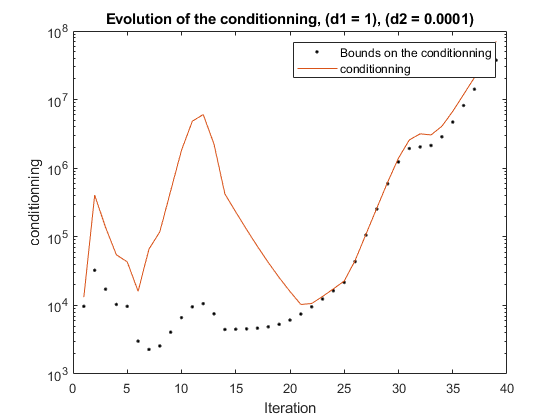 Evolution of the conditionning, (d1 = 1), (d2 = 0.0001)
10^8
Bounds on the conditionning
conditionning
10^7
10^6
10^5
10^4
10^3
conditionning
0 5 10 15 20 25 30 35 40
Iteration